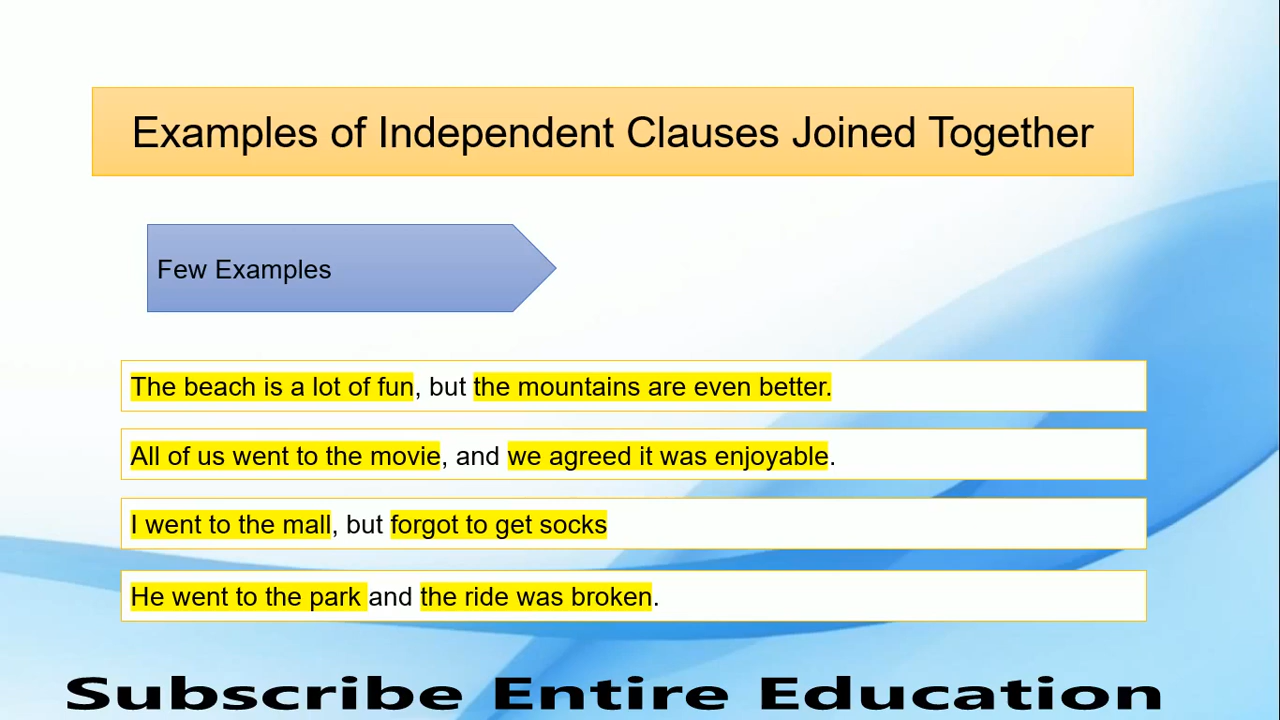 Examples of Independent Clauses Joined Together
Few Examples
The beach is a lot of fun, but the mountains are even better.
All of us went to the movie, and we agreed it was enjoyable.
I went to the mall, but forgot to get socks
He went to the park and the ride was broken.
Subscribe Entire Education